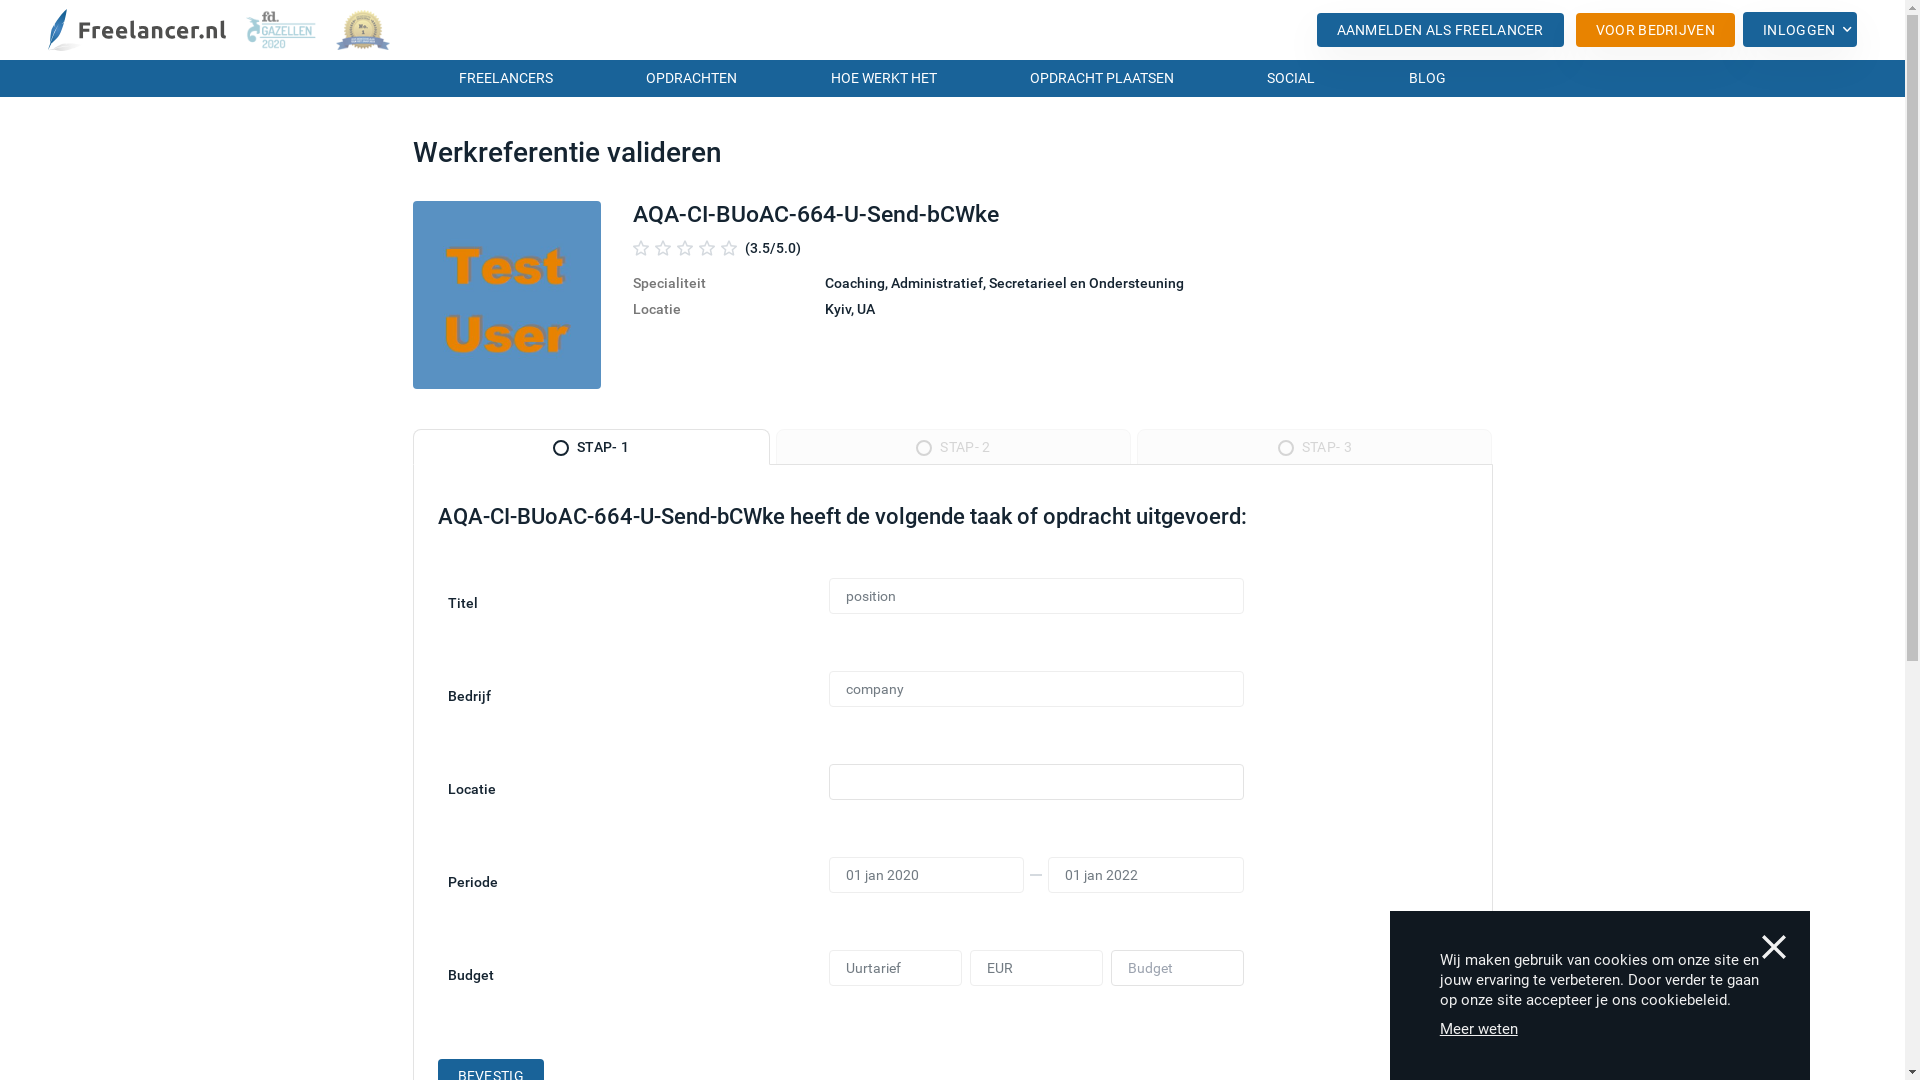 Freelancer.nl
fd.
GAZELLEN
2020
No.
1
AANMELDEN ALS FREELANCER
VOOR BEDRIJVEN
INLOGGEN
FREELANCERS
OPDRACHTEN
HOE WERKT HET
OPDRACHT PLAATSEN
SOCIAL
BLOG
Werkreferentie valideren
Test
User
AQA-CI-BUoAC-664-U-Send-bCWke
(3.5/5.0)
Specialiteit
Coaching, Administratief, Secretarieel en Ondersteuning
Locatie
Kyiv, UA
STAP- 1
STAP- 2
STAP- 3
AQA-CI-BUoAC-664-U-Send-bCWke heeft de volgende taak of opdracht uitgevoerd:
Titel
position
Bedrijf
company
Locatie
Periode
01 jan 2020
—
01 jan 2022
Budget
Uurtarief
EUR
Budget
BEVESTIG
Wij maken gebruik van cookies om onze site en
jouw ervaring te verbeteren. Door verder te gaan
op onze site accepteer je ons cookiebeleid.
Meer weten